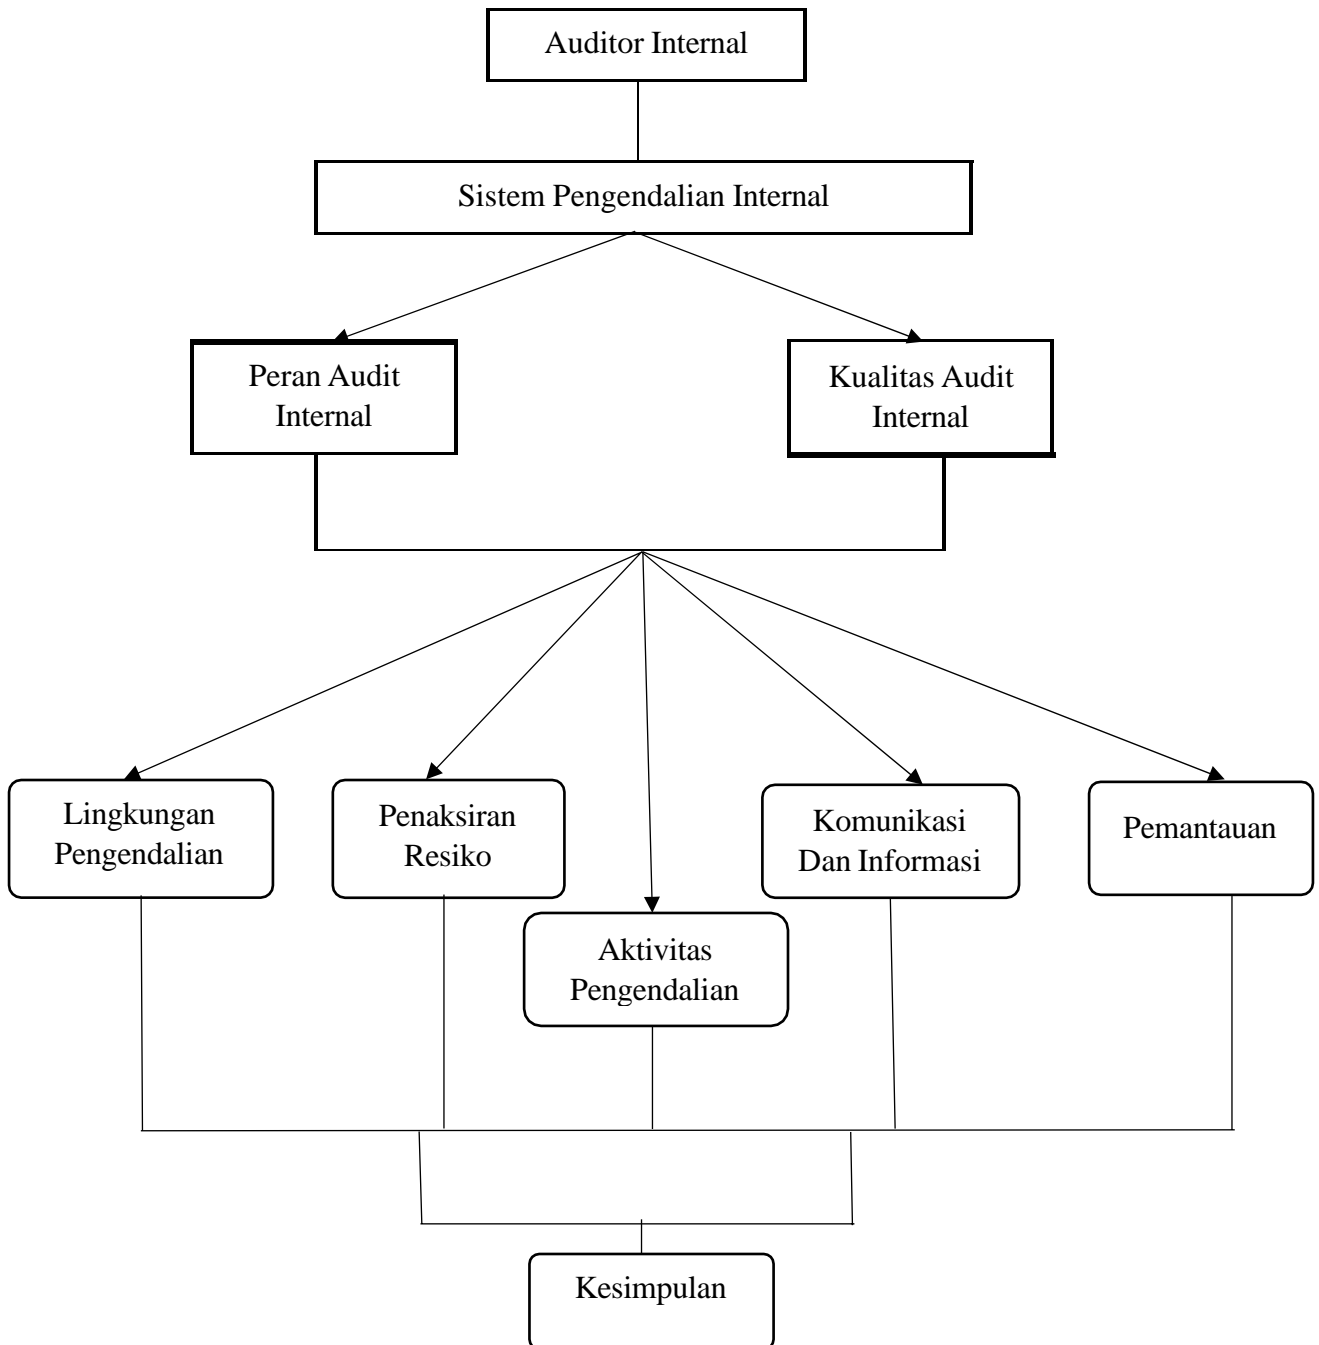 Auditor Internal
Sistem Pengendalian Internal
Peran Audit
Internal
Kualitas Audit
Internal
Lingkungan
Pengendalian
Penaksiran
Resiko
Aktivitas
Pengendalian
Komunikasi
Dan Informasi
Pemantauan
Kesimpulan